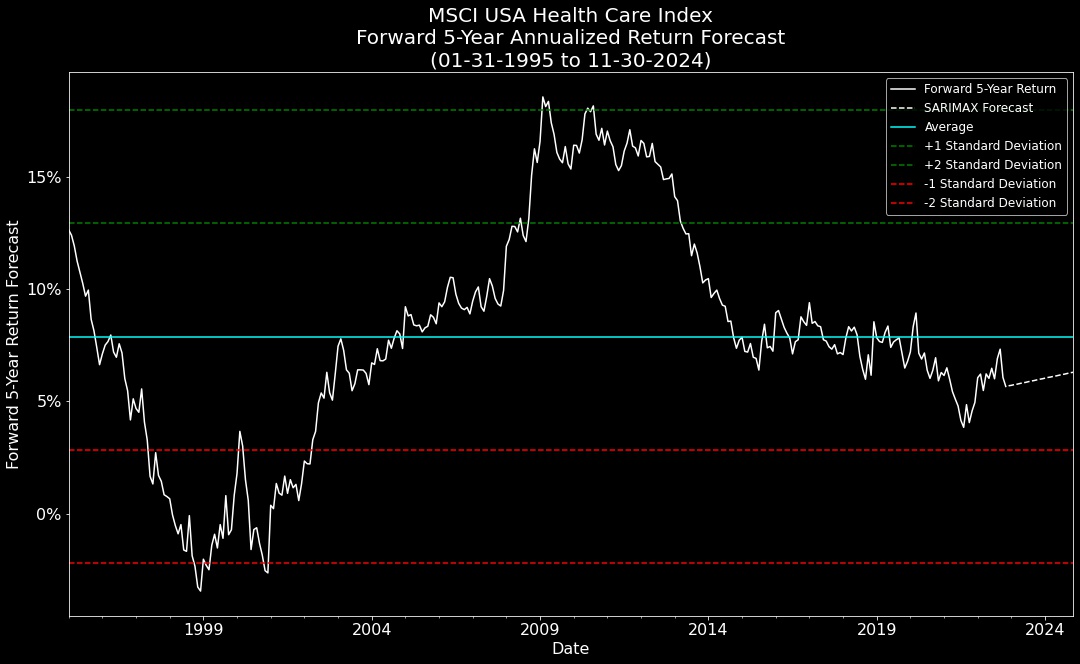 MSCI USA Health Care Index
Forward 5-Year Annualized Return Forecast
(01-31-1995 to 11-30-2024)
Forward 5-Year Return
SARIMAX Forecast
Average
+1 Standard Deviation
+2 Standard Deviation
-1 Standard Deviation
-2 Standard Deviation
Forward 5-Year Return Forecast
15%
10%
5%
0%
1999
2004
2009
2014
2019
2024
Date